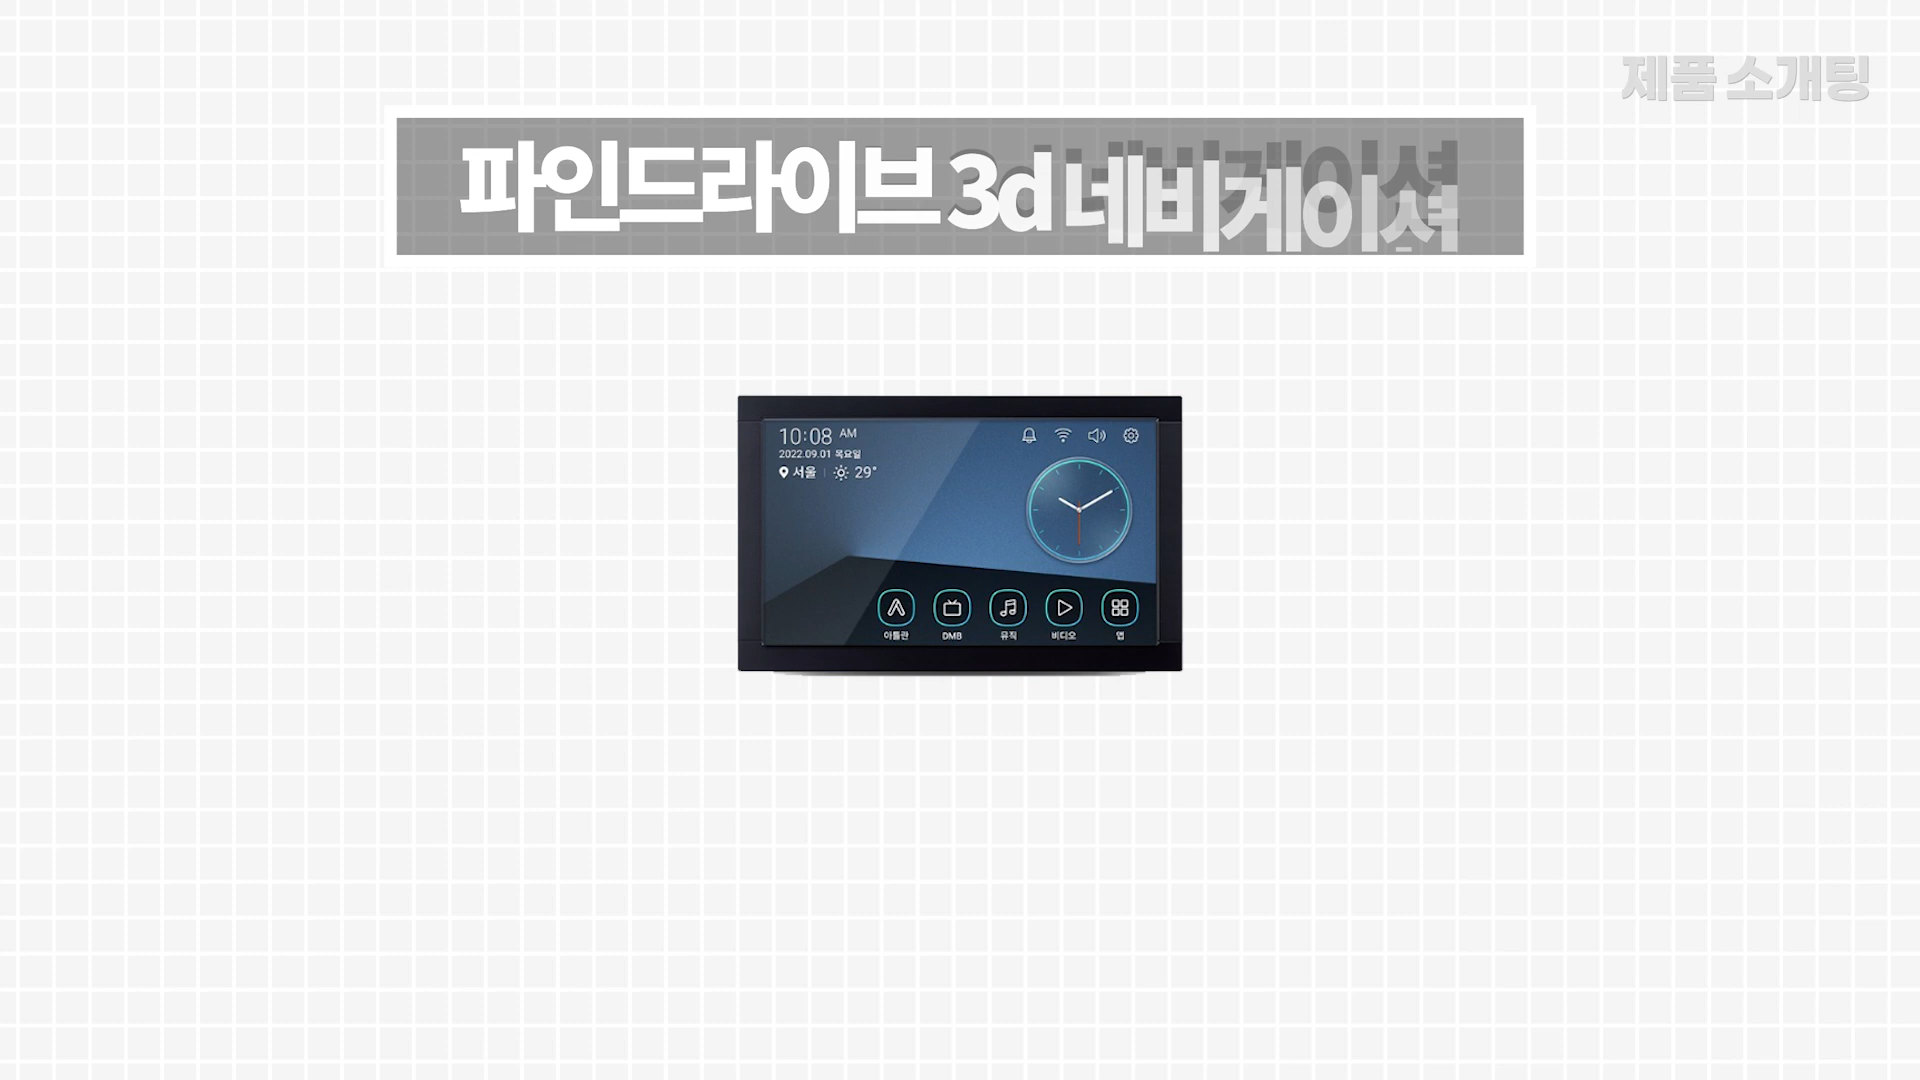 제품 소개팅
파인드라이브 3d 네비게이션
10:08 AM
2022.09.01 목요일
서울 | 29°
아틀란 DMB 뮤직 비디오 앱